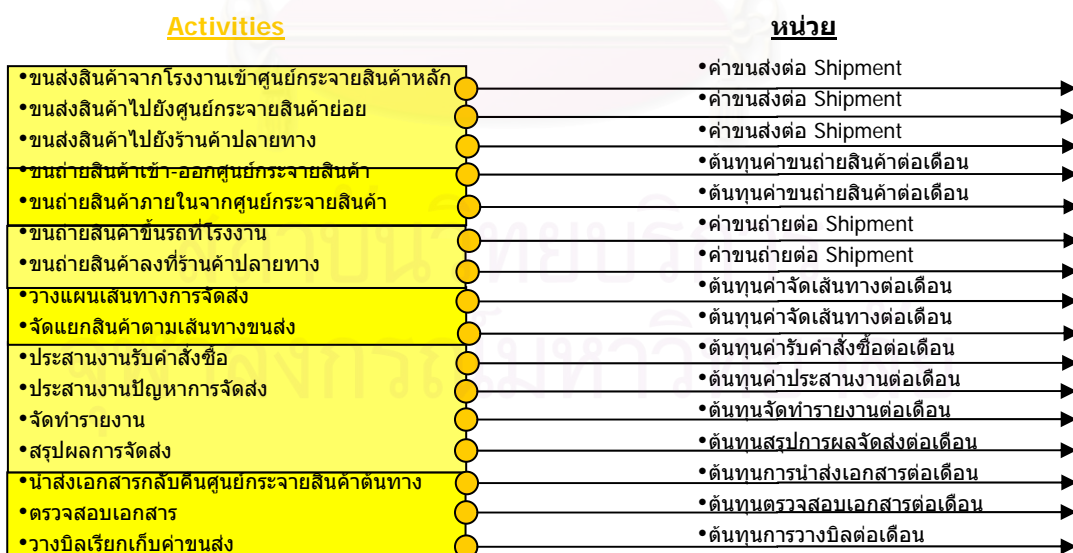 Activities
หน่วย
•ขนส่งสินค้าจากโรงงานเข้าศูนย์กระจายสินค้าหลัก
•ค่าขนส่งต่อ Shipment
•ขนส่งสินค้าไปยังศูนย์กระจายสินค้าย่อย
•ค่าขนส่งต่อ Shipment
•ขนส่งสินค้าไปยังร้านค้าปลายทาง
•ค่าขนส่งต่อ Shipment
•ขนถ่ายสินค้าเข้า-ออกศูนย์กระจายสินค้า
•ต้นทุนค่าขนถ่ายสินค้าต่อเดือน
•ขนถ่ายสินค้าภายในจากศูนย์กระจายสินค้า
•ต้นทุนค่าขนถ่ายสินค้าต่อเดือน
•ขนถ่ายสินค้าขึ้นรถที่โรงงาน
•ค่าขนถ่ายต่อ Shipment
•ขนถ่ายสินค้าลงที่ร้านค้าปลายทาง
•ค่าขนถ่ายต่อ Shipment
•วางแผนเส้นทางการจัดส่ง
•ต้นทุนค่าจัดเส้นทางต่อเดือน
•จัดแยกสินค้าตามเส้นทางขนส่ง
•ต้นทุนค่าจัดเส้นทางต่อเดือน
•ประสานงานรับคำสั่งซื้อ
•ต้นทุนค่ารับคำสั่งซื้อต่อเดือน
•ประสานงานปัญหาการจัดส่ง
•ต้นทุนค่าประสานงานต่อเดือน
•จัดทำรายงาน
•ต้นทุนจัดทำรายงานต่อเดือน
•สรุปผลการจัดส่ง
•ต้นทุนสรุปการผลจัดส่งต่อเดือน
•นำส่งเอกสารกลับคืนศูนย์กระจายสินค้าต้นทาง
•ต้นทุนการนำส่งเอกสารต่อเดือน
•ตรวจสอบเอกสาร
•ต้นทุนตรวจสอบเอกสารต่อเดือน
•วางบิลเรียกเก็บค่าขนส่ง
•ต้นทุนการวางบิลต่อเดือน
สถาบันวิทยบริการ
จุฬาลงกรณ์มหาวิทยาลัย